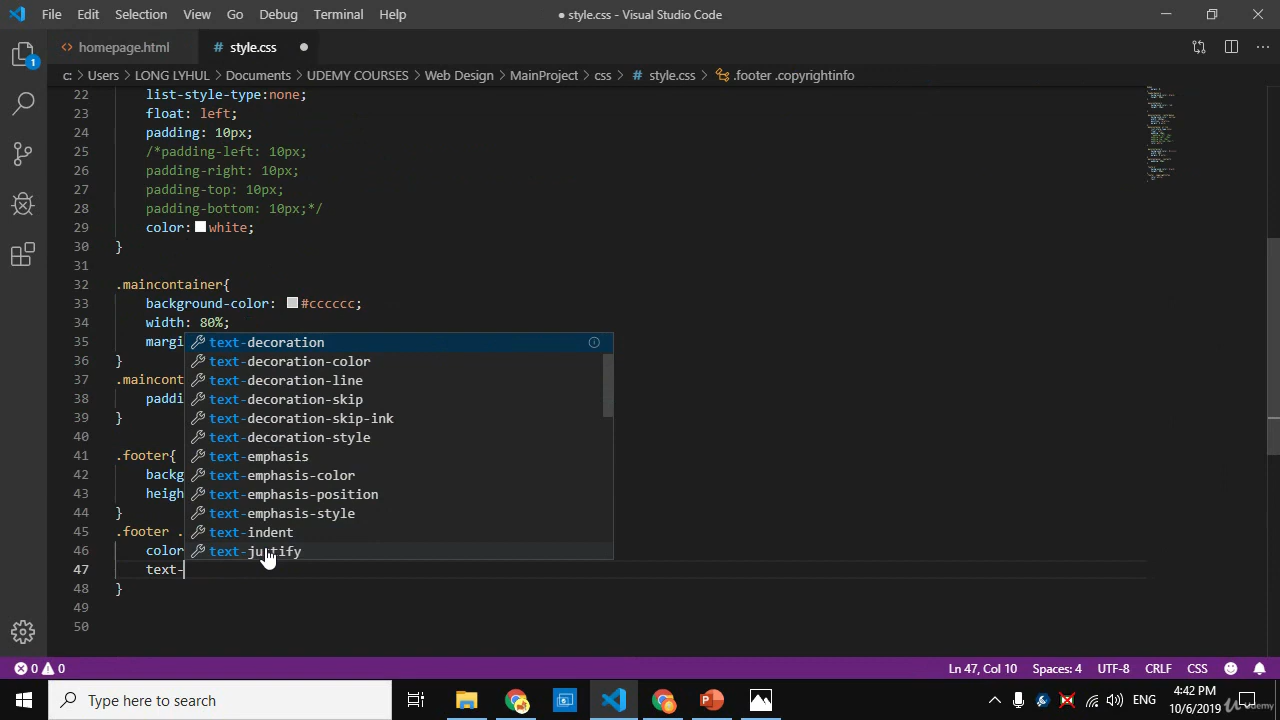 File Edit Selection View Go Debug Terminal Help
● style.css - Visual Studio Code
homepage.html
# style.css ●
c: > Users > LONG LYHUL > Documents > UDEMY COURSES > Web Design > MainProject > css > # style.css > .footer .copyrightinfo
22 list-style-type:none;
23 float: left;
24 padding: 10px;
25 /*padding-left: 10px;
26 padding-right: 10px;
27 padding-top: 10px;
28 padding-bottom: 10px;*/
29 color: white;
30 }
31
32 .maincontainer{
33 background-color: #cccccc;
34 width: 80%;
35 margi
36 }
37 .maincont
38 paddi
39 }
40
41 .footer{
42 backg
43 heigh
44 }
45 .footer .
46 color
47 text-
48 }
49
50
text-decoration
text-decoration-color
text-decoration-line
text-decoration-skip
text-decoration-skip-ink
text-decoration-style
text-emphasis
text-emphasis-color
text-emphasis-position
text-emphasis-style
text-indent
text-justify
1
0 0
Ln 47, Col 10 Spaces: 4 UTF-8 CRLF CSS
Type here to search
ENG
4:42 PM
10/6/2019
Udemy